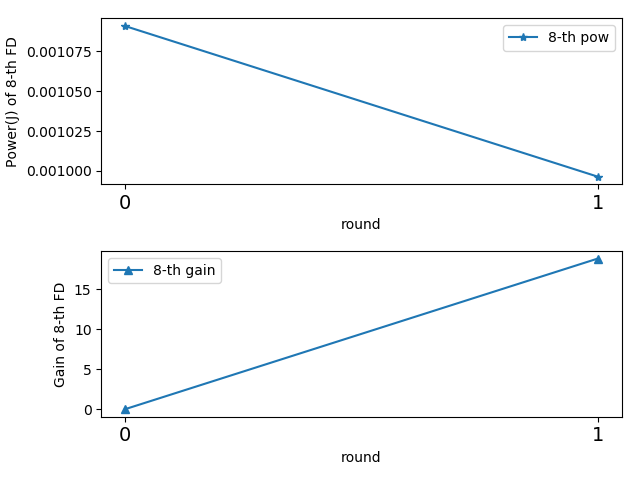 Power(J) of 8-th FD
0.001075
0.001050
0.001025
0.001000
8-th pow
0 1
round
Gain of 8-th FD
15
10
5
0
8-th gain
0 1
round